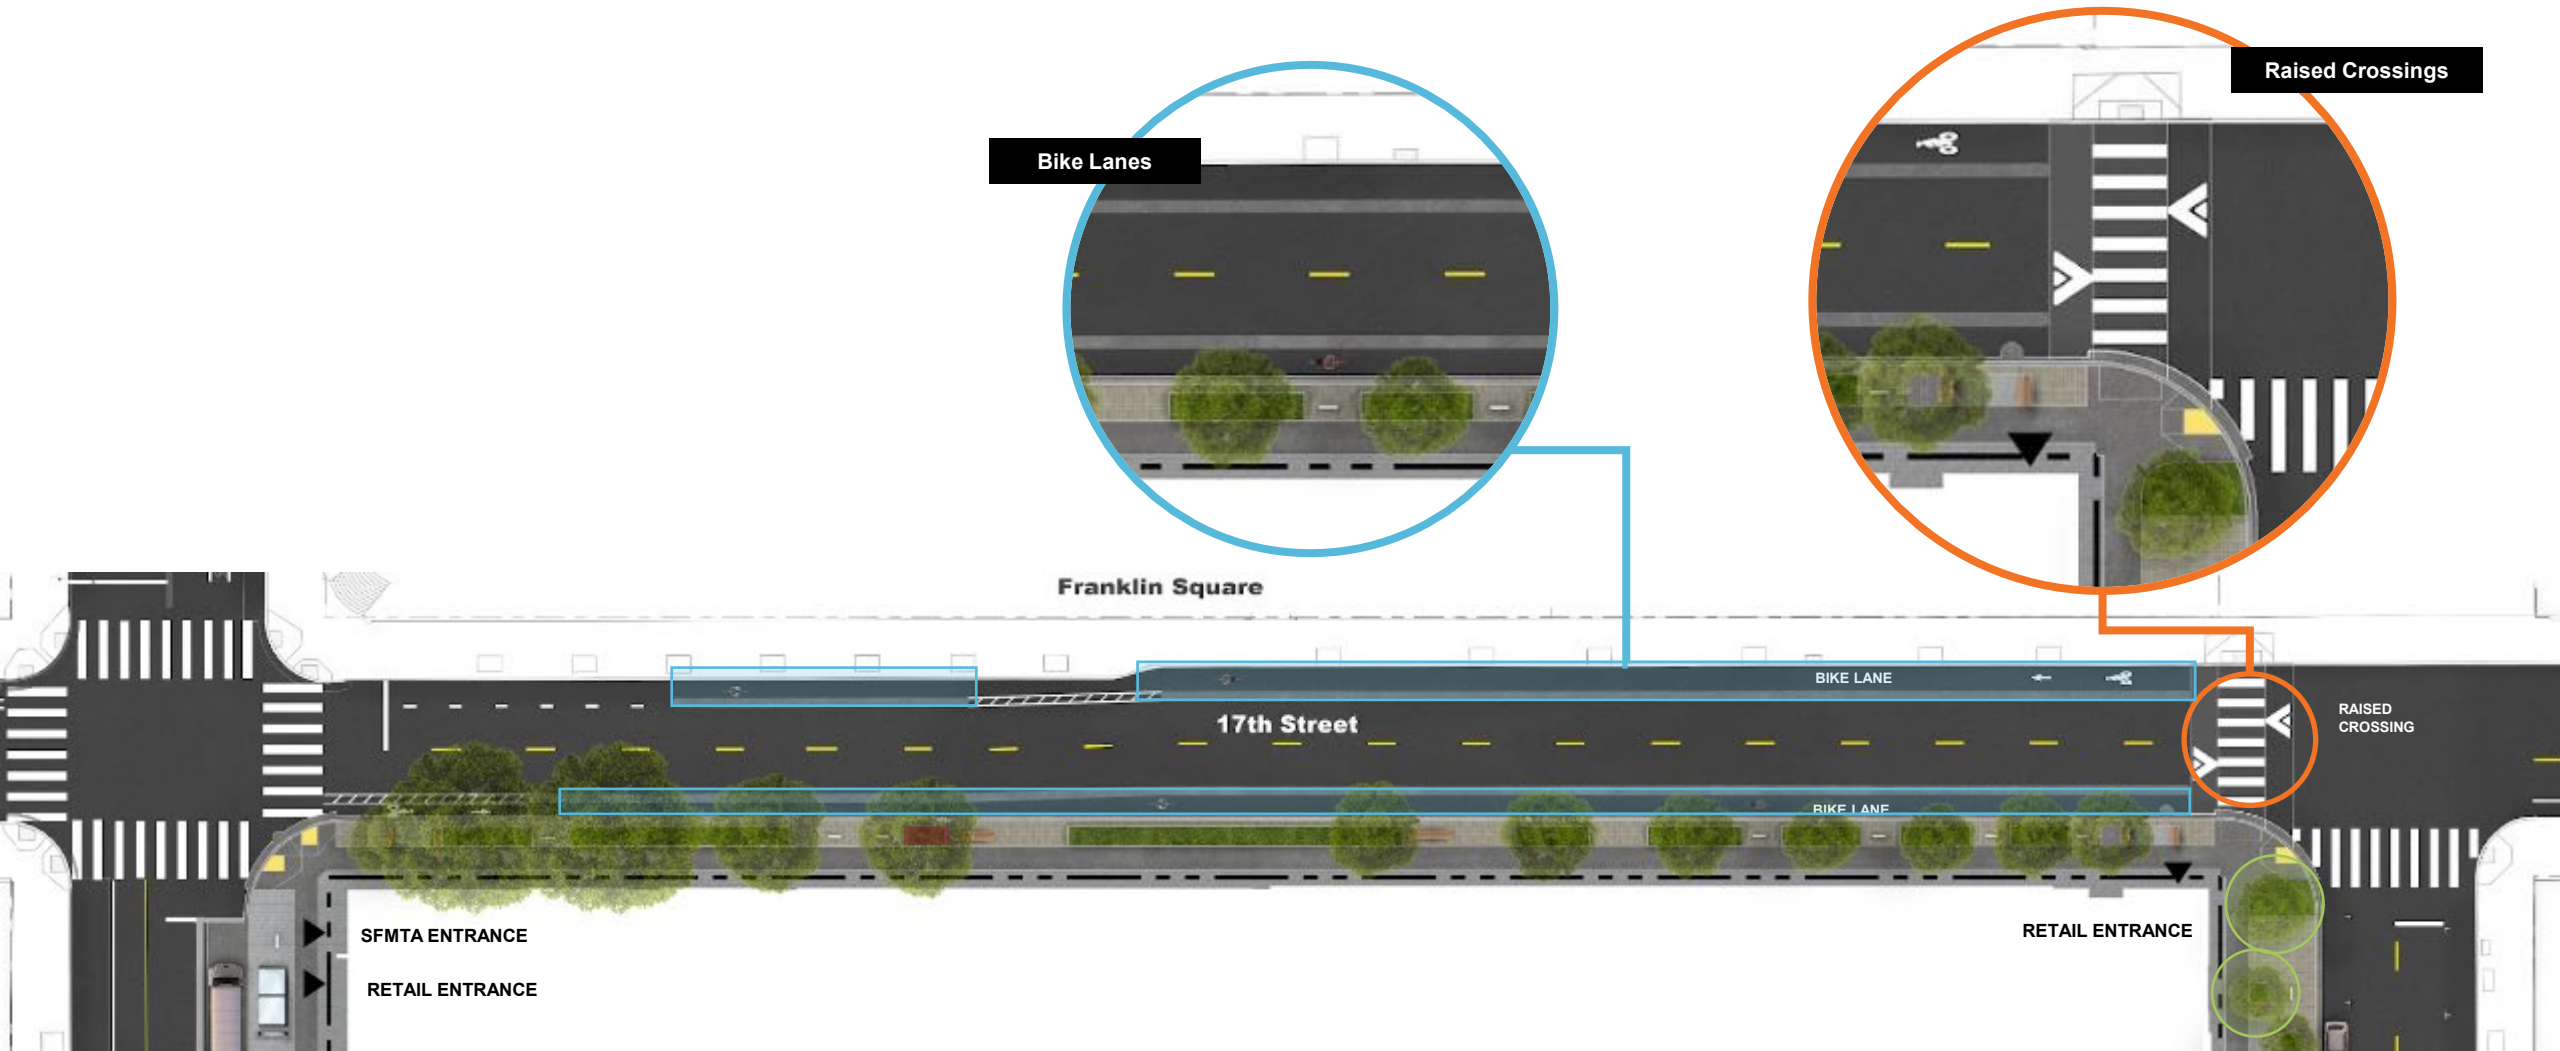 Raised Crossings
Bike Lanes
Franklin Square
BIKE LANE
17th Street
RAISED
CROSSING
BIKE LANE
SFMTA ENTRANCE
RETAIL ENTRANCE
RETAIL ENTRANCE